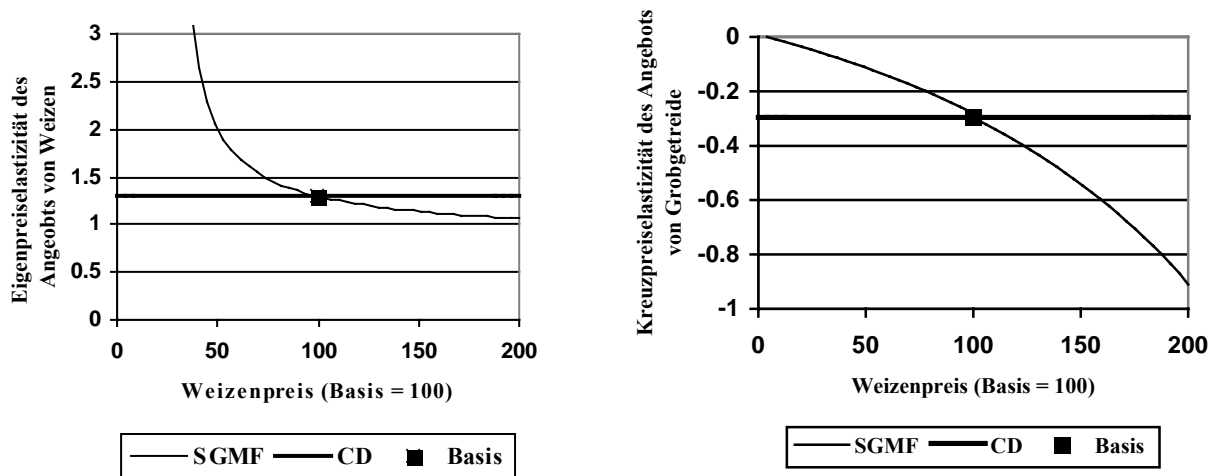 Eigenpreiselastizität des
Angeobts von Weizen
3
2.5
2
1.5
1
0.5
0
0 50 100 150 200
Weizenpreis (Basis = 100)
SGMF CD Basis
Kreuzpreiselastizität des Angebots
von Grobgetreide
0
-0.2
-0.4
-0.6
-0.8
-1
0 50 100 150 200
Weizenpreis (Basis = 100)
SGMF CD Basis